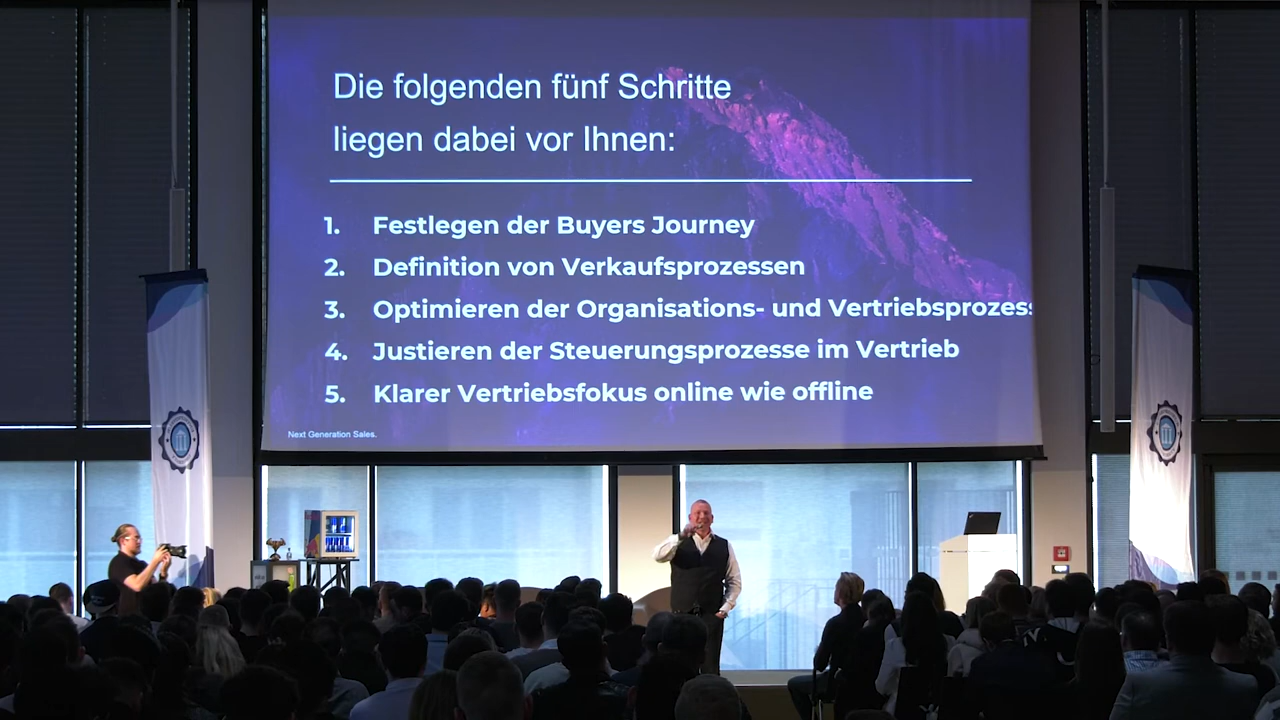 Die folgenden fünf Schritte
liegen dabei vor Ihnen:
1. Festlegen der Buyers Journey
2. Definition von Verkaufsprozessen
3. Optimieren der Organisations- und Vertriebsprozess
4. Justieren der Steuerungsprozesse im Vertrieb
5. Klarer Vertriebsfokus online wie offline
Next Generation Sales.